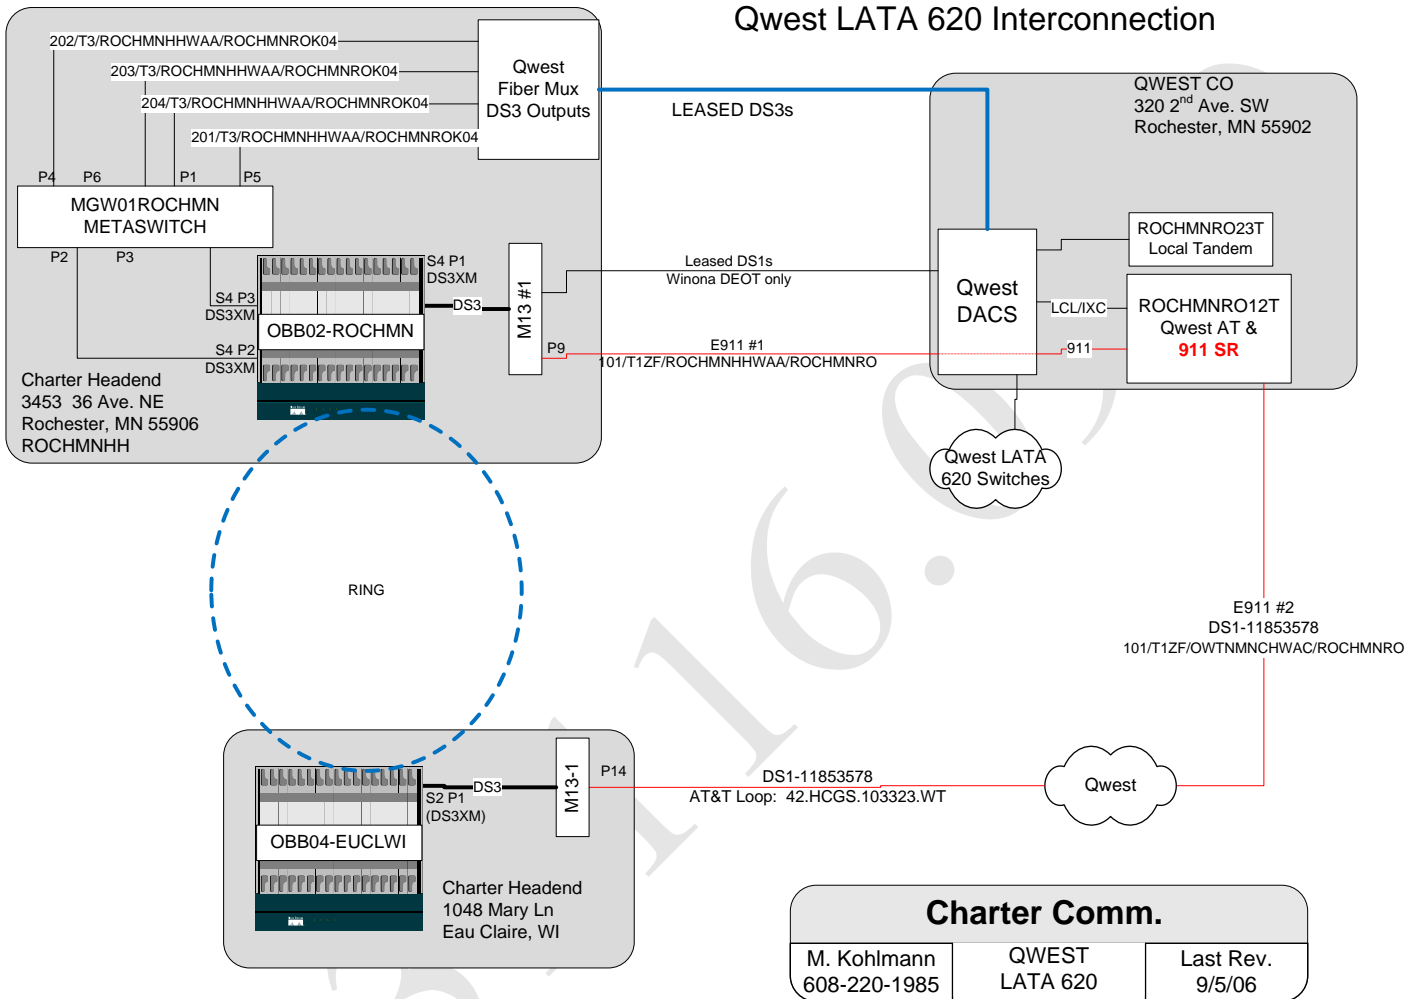 Qwest LATA 620 Interconnection
202/T3/ROCHMNHHWAA/ROCHMNROK04
203/T3/ROCHMNHHWAA/ROCHMNROK04
204/T3/ROCHMNHHWAA/ROCHMNROK04
201/T3/ROCHMNHHWAA/ROCHMNROK04
Qwest
Fiber Mux
DS3 Outputs
LEASED DS3s
QWEST CO
320 2nd Ave. SW
Rochester, MN 55902
P4
P6
P1
P5
MGW01ROCHMN
METASWITCH
P2
P3
S4 P1
DS3XM
S4 P3
DS3XM
S4 P2
DS3XM
OBB02-ROCHMN
DS3
M13 #1
P9
Leased DS1s
Winona DEOT only
E911 #1
101/T1ZF/ROCHMNHHWAA/ROCHMNRO
Qwest
DACS
ROCHMNRO23T
Local Tandem
LCL/IXC
911
ROCHMNRO12T
Qwest AT &
911 SR
Charter Headend
3453 36 Ave. NE
Rochester, MN 55906
ROCHMNHH
Qwest LATA
620 Switches
RING
E911 #2
DS1-11853578
101/T1ZF/OWTNMNCHWAC/ROCHMNRO
OBB04-EUCLWI
S2 P1
(DS3XM)
DS3
M13-1
P14
DS1-11853578
AT&T Loop: 42.HCGS.103323.WT
Qwest
Charter Headend
1048 Mary Ln
Eau Claire, WI
Charter Comm.
M. Kohlmann
608-220-1985
QWEST
LATA 620
Last Rev.
9/5/06